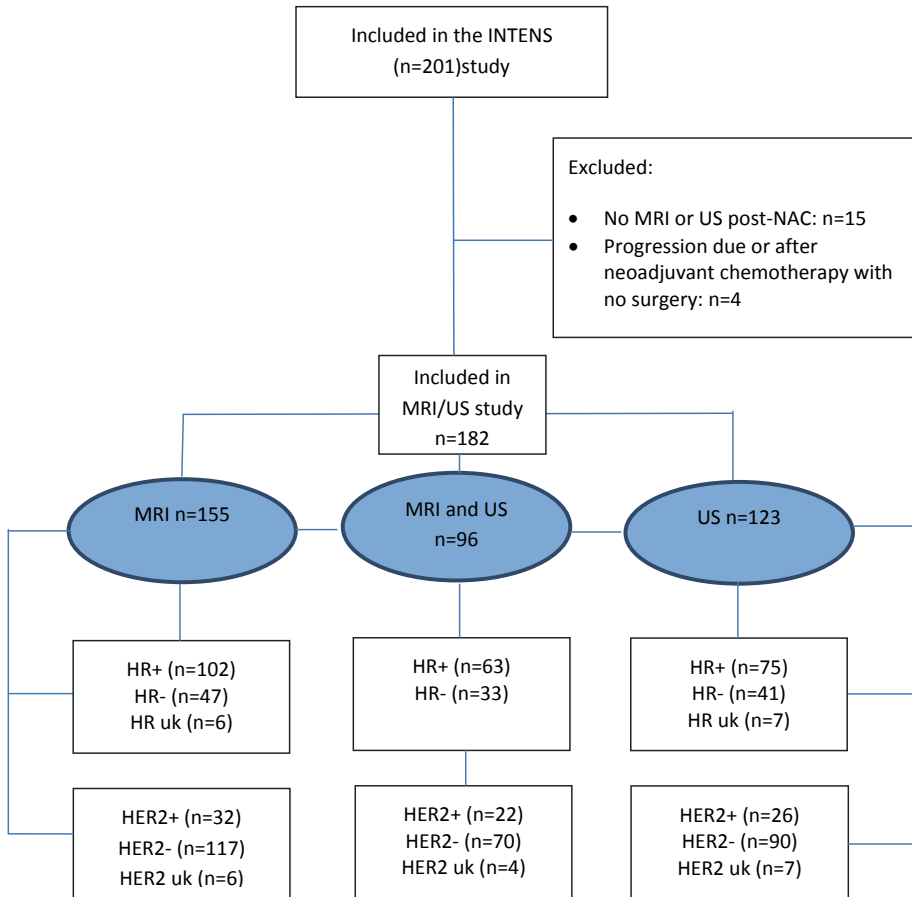 Included in the INTENS
(n=201)study
Excluded:
• No MRI or US post-NAC: n=15
• Progression due or after
neoadjuvant chemotherapy with
no surgery: n=4
Included in
MRI/US study
n=182
MRI n=155
MRI and US
n=96
US n=123
HR+ (n=102)
HR- (n=47)
HR uk (n=6)
HR+ (n=63)
HR- (n=33)
HR+ (n=75)
HR- (n=41)
HR uk (n=7)
HER2+ (n=32)
HER2- (n=117)
HER2 uk (n=6)
HER2+ (n=22)
HER2- (n=70)
HER2 uk (n=4)
HER2+ (n=26)
HER2- (n=90)
HER2 uk (n=7)